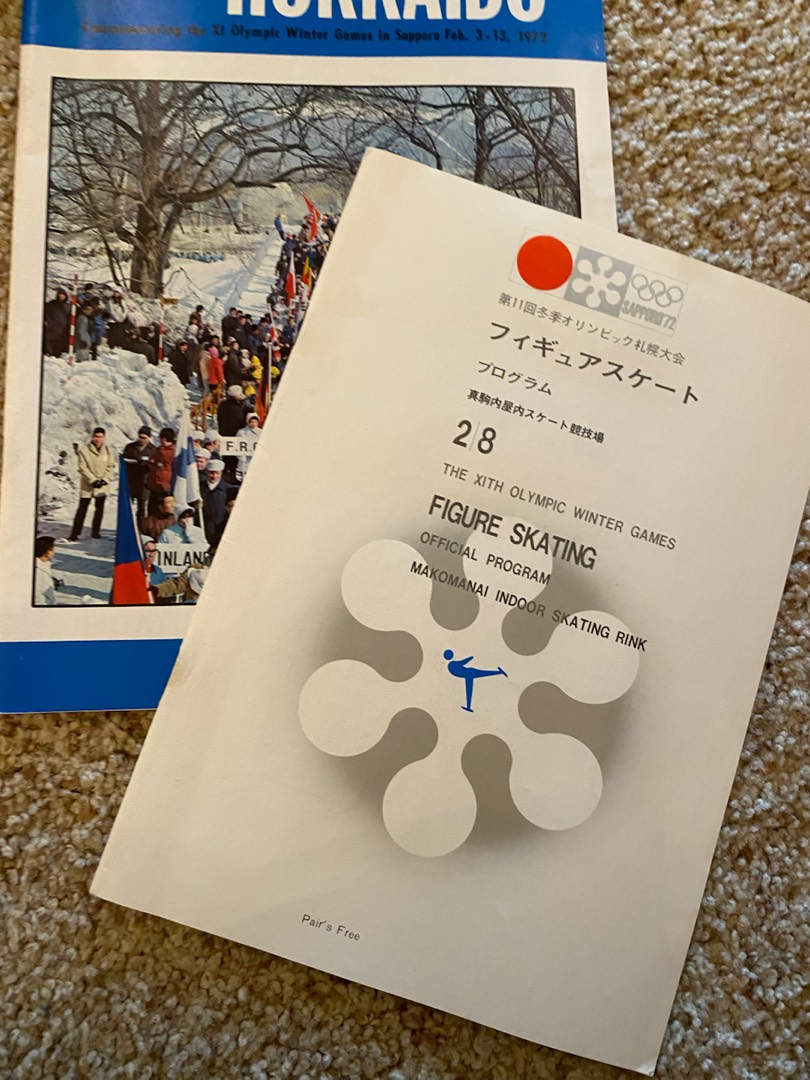 HOKKAIDO
Commemorating the XI Olympic Winter Games in Sapporo Feb. 3-13, 1972
F.R.G
INLAND
SAPPORO'72
第11回冬季オリンピック札幌大会
フィギュアスケート
プログラム
真駒内屋内スケート競技場
2/8
THE XITH OLYMPIC WINTER GAMES
FIGURE SKATING
OFFICIAL PROGRAM
MAKOMANAI INDOOR SKATING RINK
Pair's Free